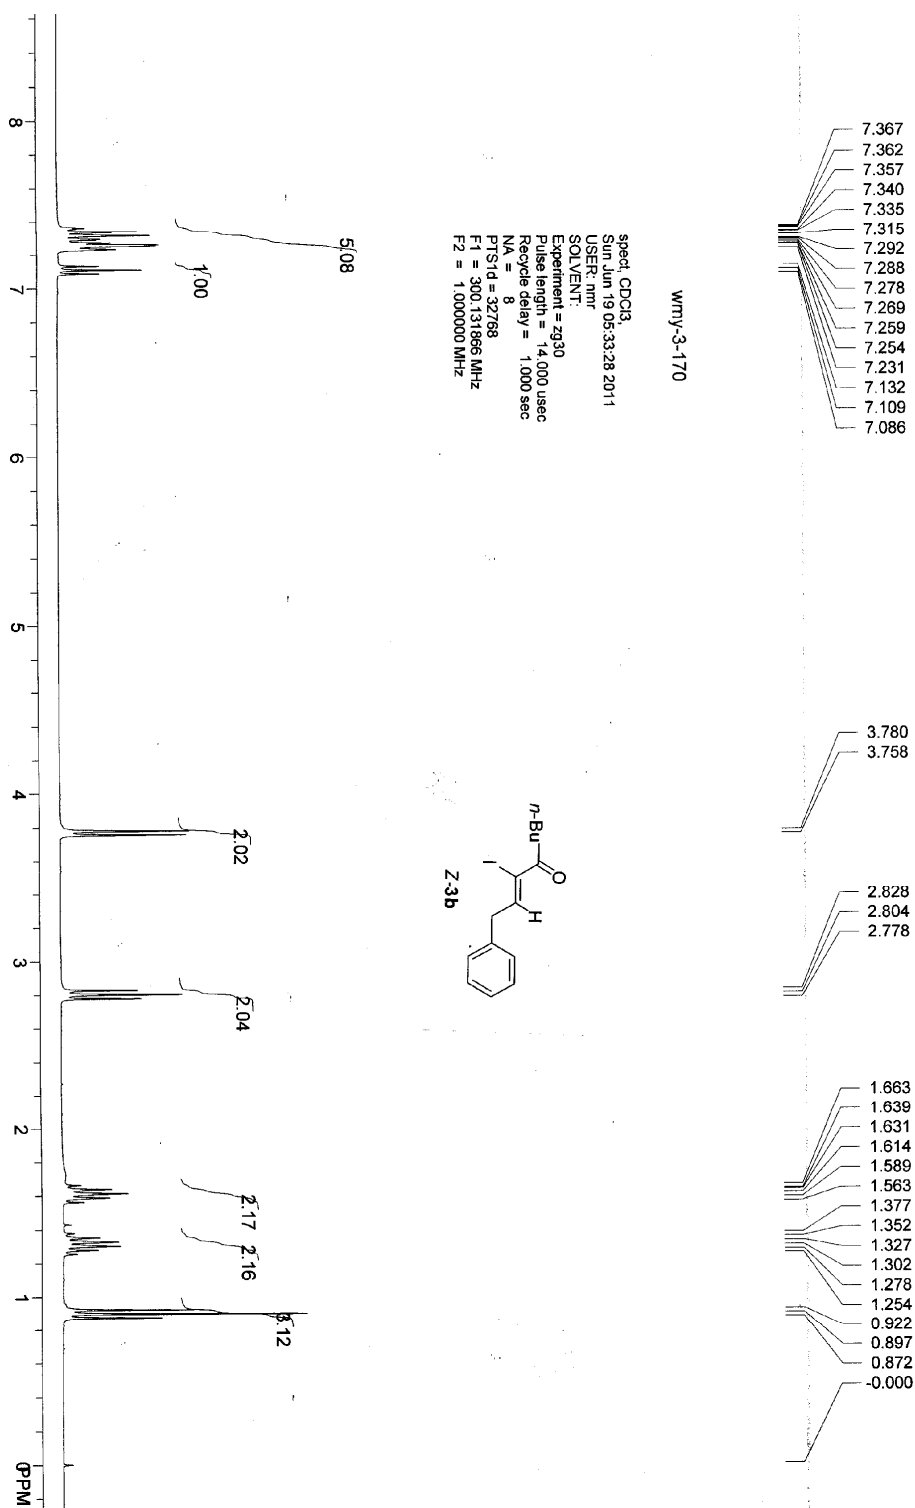 wmy-3-170
spect, CDCl3,
Sun Jun 19 05:33:28 2011
USER: nmr
SOLVENT:
Experiment = zg30
Pulse length = 14.000 usec
Recycle delay = 1.000 sec
NA = 8
PTS1d = 32768
F1 = 300.131866 MHz
F2 = 1.000000 MHz
7.367
7.362
7.357
7.340
7.335
7.315
7.292
7.288
7.278
7.269
7.259
7.254
7.231
7.132
7.109
7.086
3.780
3.758
2.828
2.804
2.778
1.663
1.639
1.631
1.614
1.589
1.563
1.377
1.352
1.327
1.302
1.278
1.254
0.922
0.897
0.872
-0.000
n-Bu
O
I
H
Z-3b
5.08
1.00
2.02
2.04
2.17
2.16
3.12
8
7
6
5
4
3
2
1
0
PPM